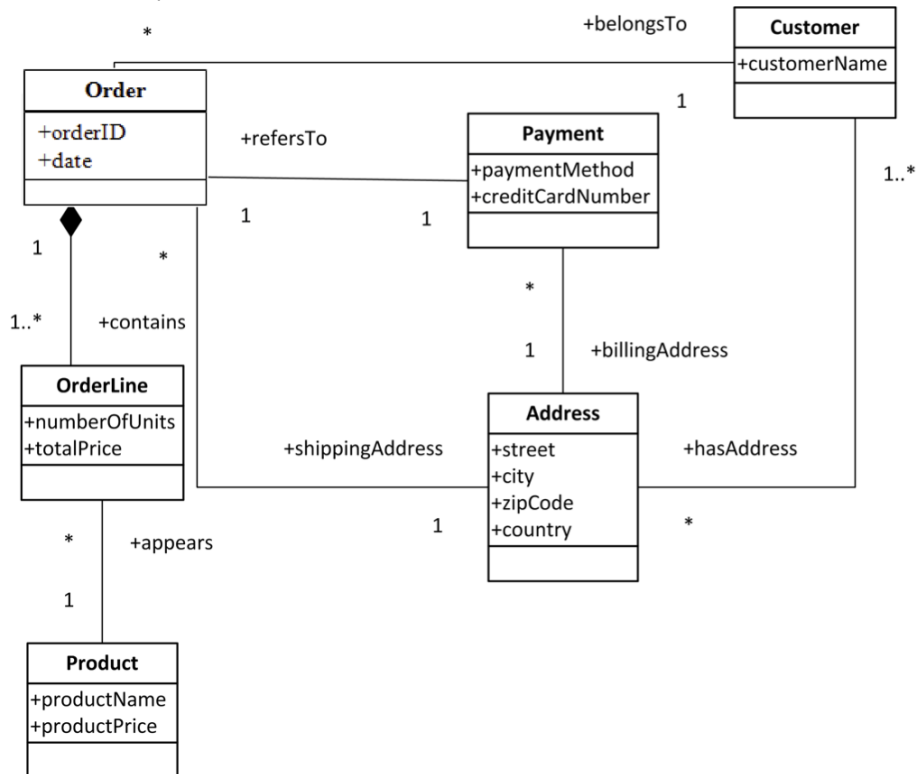 *
+belongsTo
Customer
+customerName
1
Order
+orderID
+date
+refersTo
1
1
Payment
+paymentMethod
+creditCardNumber
1..*
1
*
*
1..*
+contains
1
+billingAddress
OrderLine
+numberOfUnits
+totalPrice
+shippingAddress
1
Address
+street
+city
+zipCode
+country
+hasAddress
*
*
+appears
1
Product
+productName
+productPrice